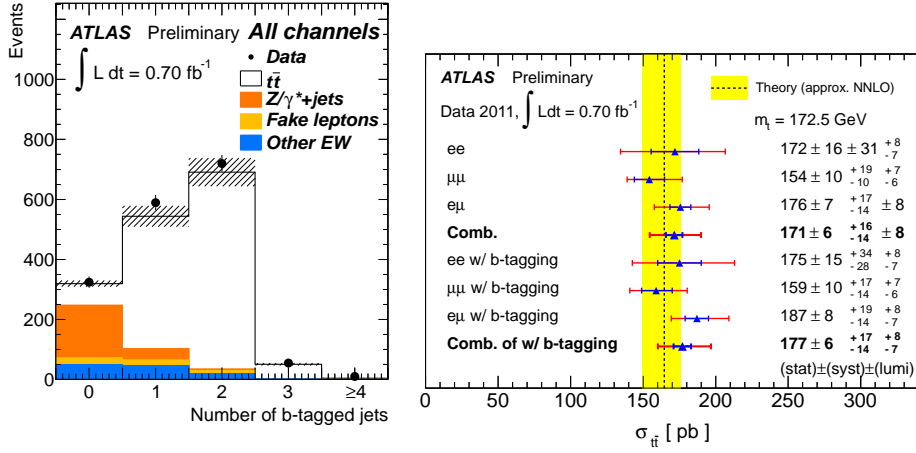 Events
1000
800
600
400
200
0
ATLAS Preliminary All channels
∫ L dt = 0.70 fb⁻¹
Data
tt̄
Z/γ*+jets
Fake leptons
Other EW
0 1 2 3 ≥4
Number of b-tagged jets
ATLAS Preliminary
Data 2011, ∫ Ldt = 0.70 fb⁻¹
Theory (approx. NNLO)
mₜ = 172.5 GeV
ee 172 ± 16 ± 31 +8 -7
μμ 154 ± 10 +19 -10 +7 -6
eμ 176 ± 7 +17 -14 ± 8
Comb. 171 ± 6 +16 -14 ± 8
ee w/ b-tagging 175 ± 15 +34 -28 +8 -7
μμ w/ b-tagging 159 ± 10 +17 -14 +7 -6
eμ w/ b-tagging 187 ± 8 +19 -14 +8 -7
Comb. of w/ b-tagging 177 ± 6 +17 -14 +8 -7
(stat)±(syst)±(lumi)
0 50 100 150 200 250 300
σ tt̄ [ pb ]